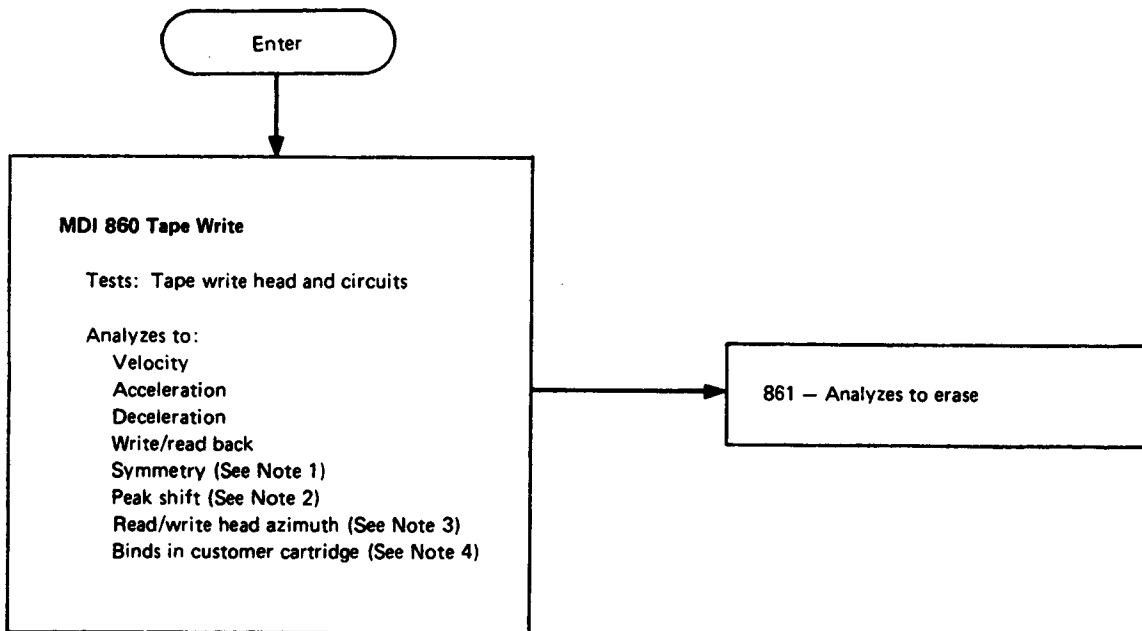 Enter
MDI 860 Tape Write
Tests: Tape write head and circuits
Analyzes to:
Velocity
Acceleration
Deceleration
Write/read back
Symmetry (See Note 1)
Peak shift (See Note 2)
Read/write head azimuth (See Note 3)
Binds in customer cartridge (See Note 4)
861 — Analyzes to erase